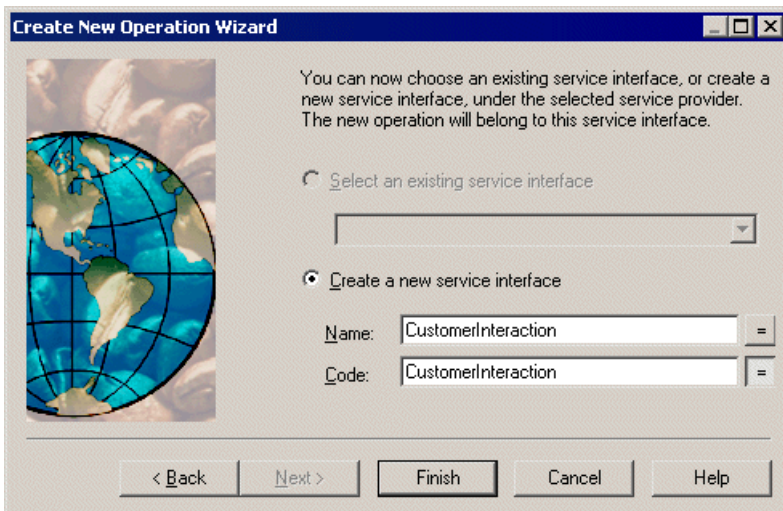 Create New Operation Wizard
You can now choose an existing service interface, or create a
new service interface, under the selected service provider.
The new operation will belong to this service interface.
Select an existing service interface
Create a new service interface
Name: CustomerInteraction =
Code: CustomerInteraction =
< Back Next > Finish Cancel Help